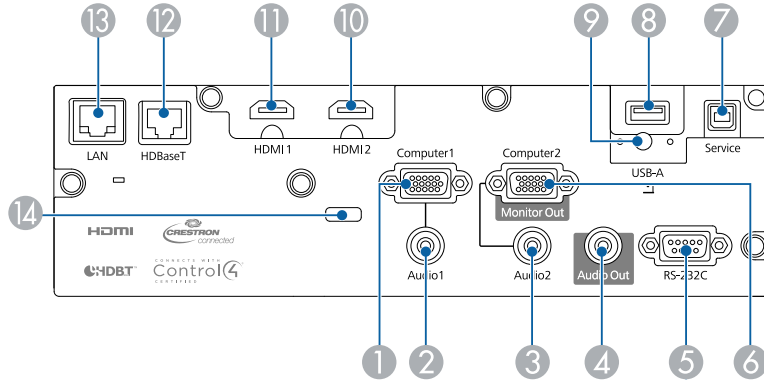 13 12 11 10 9 8 7
LAN HDBaseT HDMI 1 HDMI 2
USB-A
Service
Computer1 Computer2
Monitor Out
14
HDMI CRESTRON
connected
HDBT CONNECTS WITH
Control4
CERTIFIED
Audio1 Audio2 Audio Out RS-232C
1 2 3 4 5 6